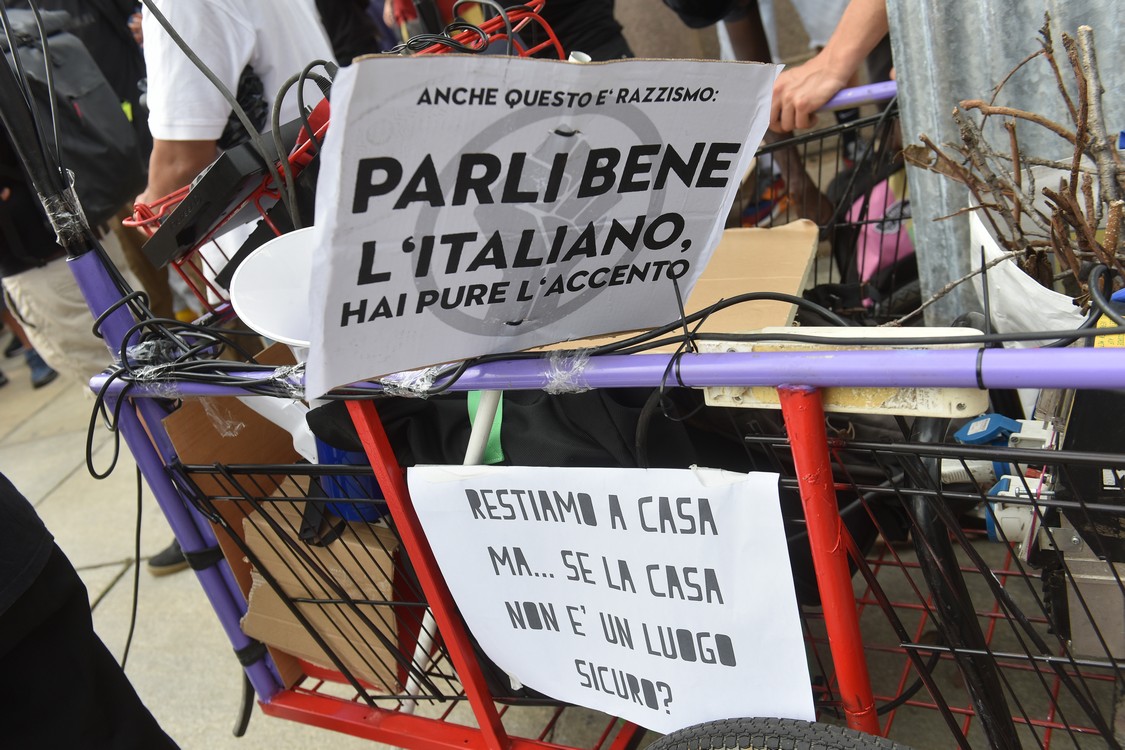 ANCHE QUESTO E' RAZZISMO:
PARLI BENE
L'ITALIANO,
HAI PURE L'ACCENTO
RESTIAMO A CASA
MA... SE LA CASA
NON E' UN LUOGO
SICURO?